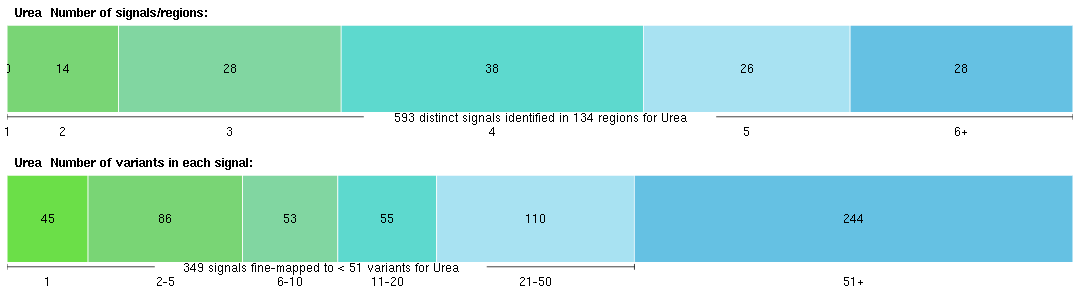 Urea Number of signals/regions:
0 14 28 38 26 28
593 distinct signals identified in 134 regions for Urea
1 2 3 4 5 6+
Urea Number of variants in each signal:
45 86 53 55 110 244
349 signals fine-mapped to < 51 variants for Urea
1 2-5 6-10 11-20 21-50 51+